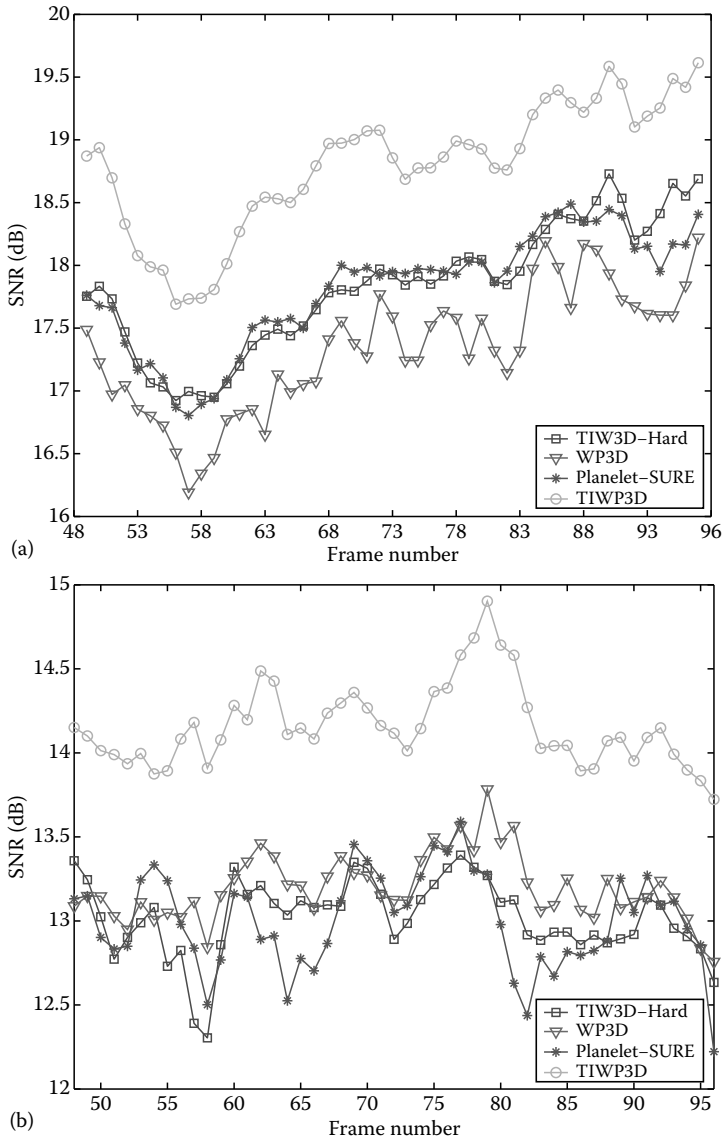 20
19.5
19
18.5
18
17.5
17
16.5
16
SNR (dB)
TIW3D–Hard
WP3D
Planelet–SURE
TIWP3D
48 53 58 63 68 73 78 83 88 93 96
(a)
Frame number
15
14.5
14
13.5
13
12.5
12
SNR (dB)
TIW3D–Hard
WP3D
Planelet–SURE
TIWP3D
50 55 60 65 70 75 80 85 90 95
(b)
Frame number